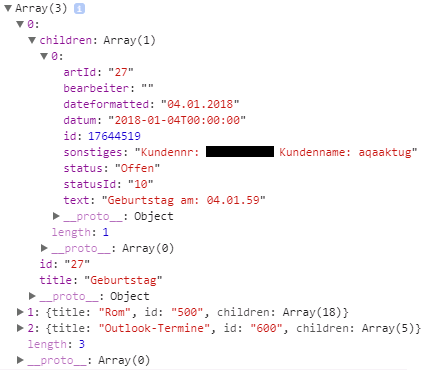 ▼ Array(3) i
▼ 0:
▼ children: Array(1)
▼ 0:
artId: "27"
bearbeiter: ""
dateformatted: "04.01.2018"
datum: "2018-01-04T00:00:00"
id: 17644519
sonstiges: "Kundennr: Kundenname: aqaaktug"
status: "Offen"
statusId: "10"
text: "Geburtstag am: 04.01.59"
▶ __proto__: Object
length: 1
▶ __proto__: Array(0)
id: "27"
title: "Geburtstag"
▶ __proto__: Object
▶ 1: {title: "Rom", id: "500", children: Array(18)}
▶ 2: {title: "Outlook-Termine", id: "600", children: Array(5)}
length: 3
▶ __proto__: Array(0)